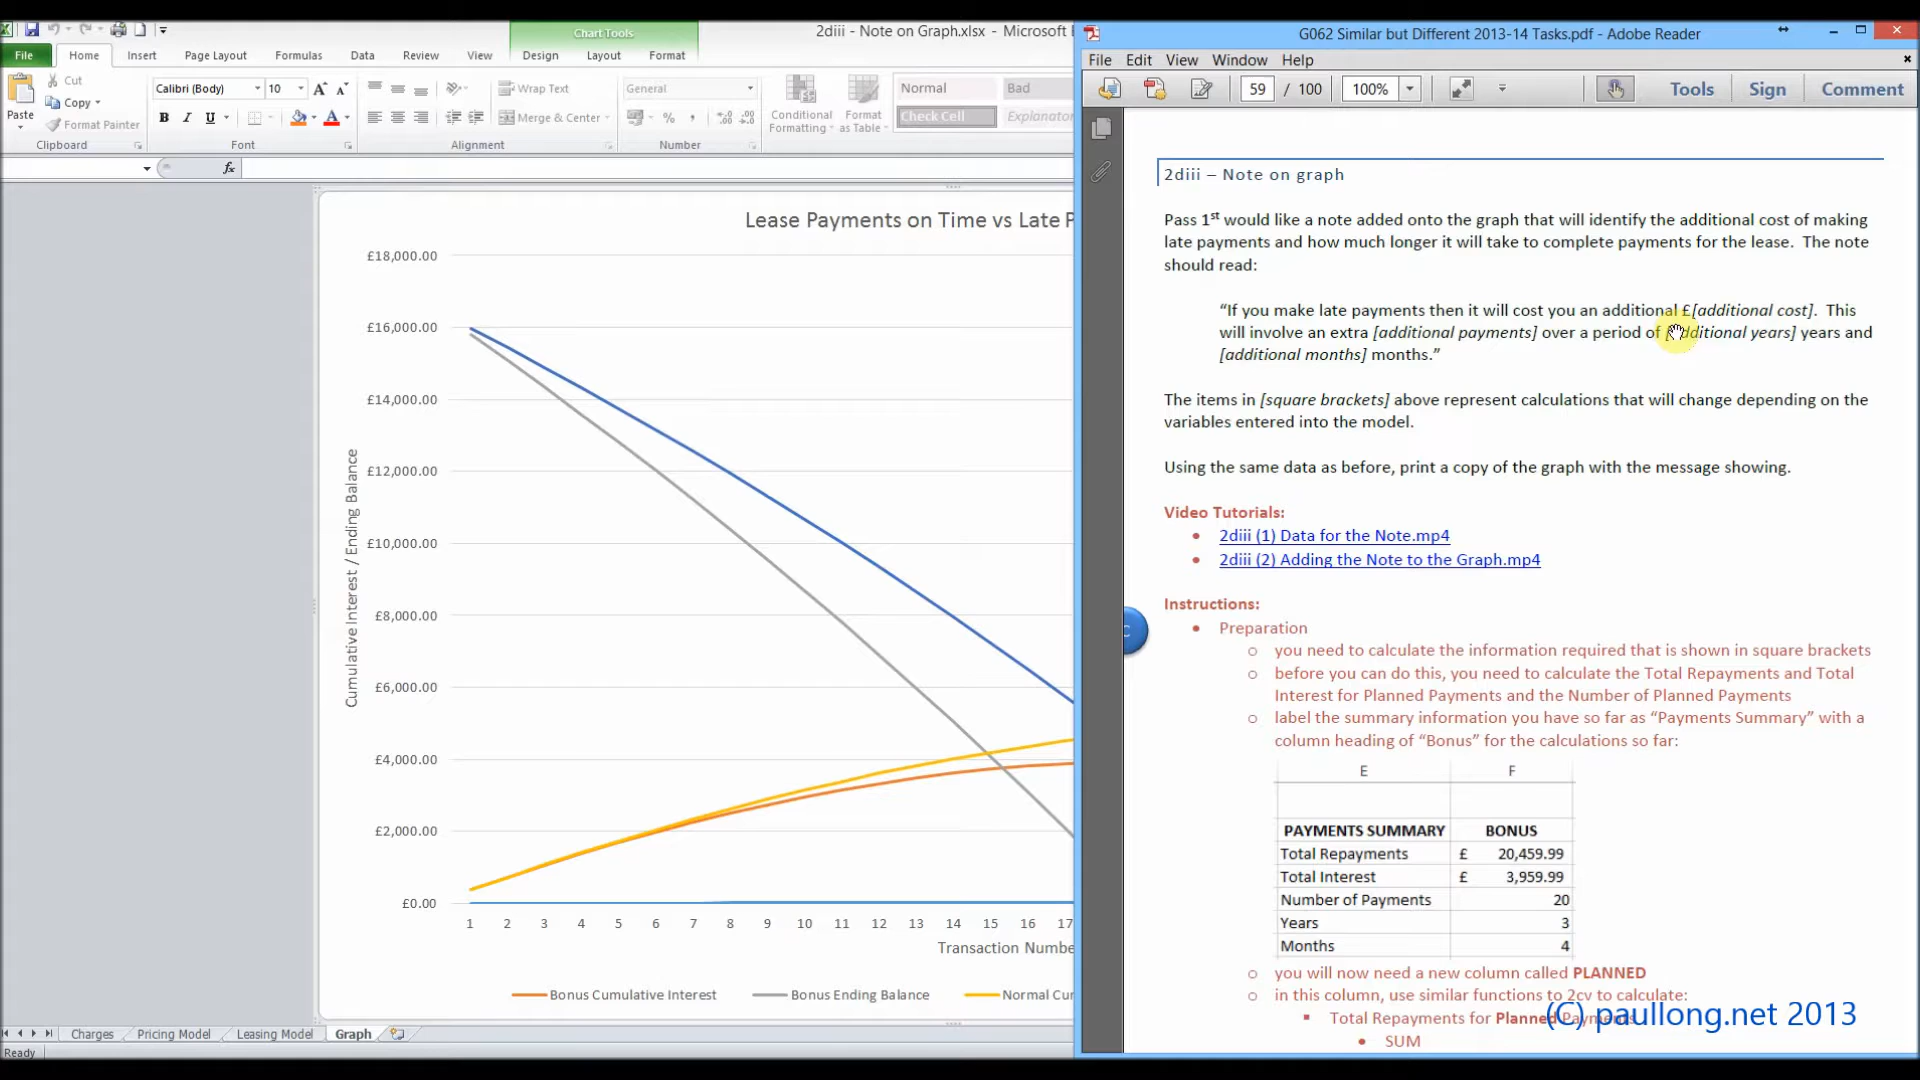 2diii - Note on Graph.xlsx - Microsoft E
Chart Tools
File Home Insert Page Layout Formulas Data Review View Design Layout Format
Cut
Copy
Format Painter
Paste
Clipboard
Calibri (Body) 10
Font
Wrap Text
Merge & Center
Alignment
General
Number
Conditional Formatting
Format as Table
Normal
Bad
Check Cell
Explanator
Lease Payments on Time vs Late P
Cumulative Interest / Ending Balance
£18,000.00
£16,000.00
£14,000.00
£12,000.00
£10,000.00
£8,000.00
£6,000.00
£4,000.00
£2,000.00
£0.00
1 2 3 4 5 6 7 8 9 10 11 12 13 14 15 16 17
Transaction Numbe
Bonus Cumulative Interest
Bonus Ending Balance
Normal Cur
Charges Pricing Model Leasing Model Graph
Ready
G062 Similar but Different 2013-14 Tasks.pdf - Adobe Reader
File Edit View Window Help
59 / 100 100% Tools Sign Comment
2diii – Note on graph
Pass 1st would like a note added onto the graph that will identify the additional cost of making
late payments and how much longer it will take to complete payments for the lease. The note
should read:
“If you make late payments then it will cost you an additional £[additional cost]. This
will involve an extra [additional payments] over a period of [additional years] years and
[additional months] months.”
The items in [square brackets] above represent calculations that will change depending on the
variables entered into the model.
Using the same data as before, print a copy of the graph with the message showing.
Video Tutorials:
• 2diii (1) Data for the Note.mp4
• 2diii (2) Adding the Note to the Graph.mp4
Instructions:
• Preparation
o you need to calculate the information required that is shown in square brackets
o before you can do this, you need to calculate the Total Repayments and Total
Interest for Planned Payments and the Number of Planned Payments
o label the summary information you have so far as “Payments Summary” with a
column heading of “Bonus” for the calculations so far:
E F
PAYMENTS SUMMARY BONUS
Total Repayments £ 20,459.99
Total Interest £ 3,959.99
Number of Payments 20
Years 3
Months 4
o you will now need a new column called PLANNED
o in this column, use similar functions to 2cv to calculate:
▪ Total Repayments for Planned Payments
• SUM
(C) paullong.net 2013